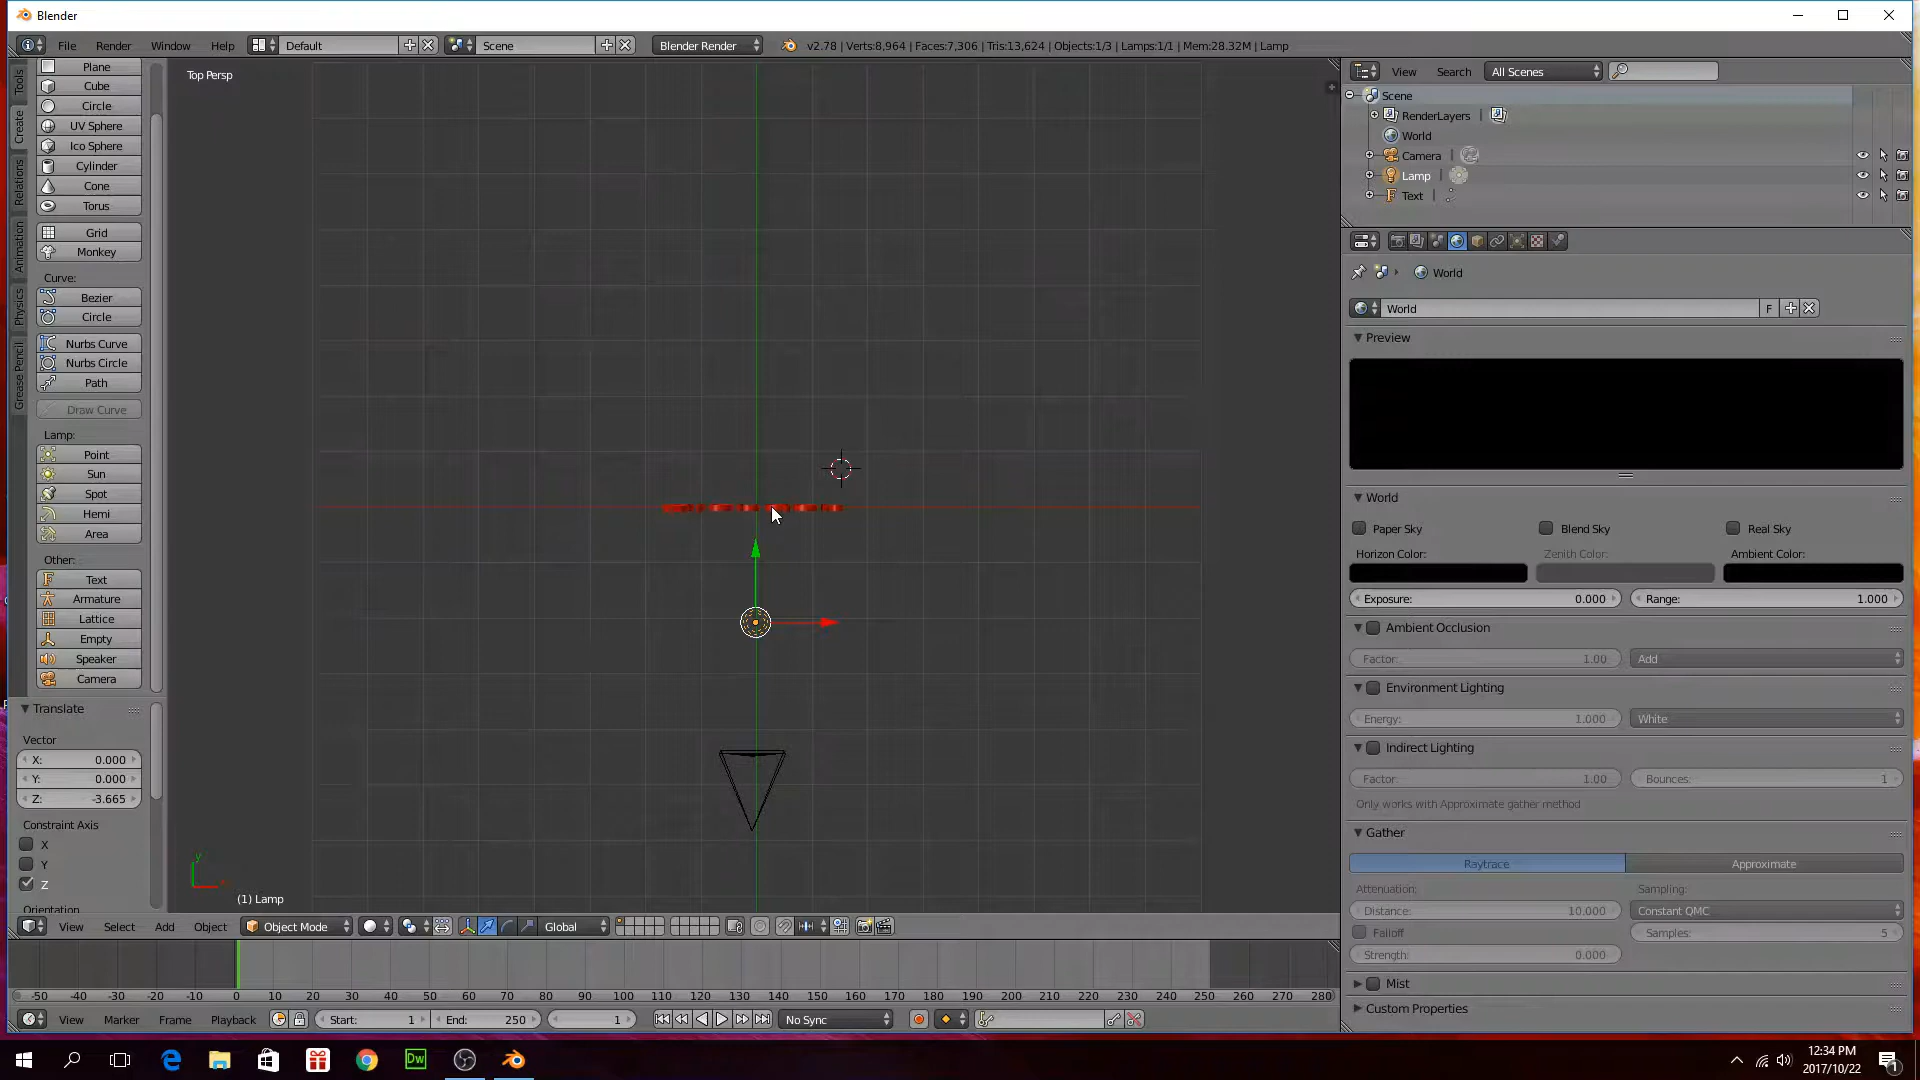 Blender
File Render Window Help Default Scene Blender Render v2.78 | Verts:8,964 | Faces:7,306 | Tris:13,624 | Objects:1/3 | Lamps:1/1 | Mem:28.32M | Lamp
Tools
Create
Relations
Animation
Physics
Grease Pencil
Plane
Cube
Circle
UV Sphere
Ico Sphere
Cylinder
Cone
Torus
Grid
Monkey
Curve:
Bezier
Circle
Nurbs Curve
Nurbs Circle
Path
Draw Curve
Lamp:
Point
Sun
Spot
Hemi
Area
Other:
Text
Armature
Lattice
Empty
Speaker
Camera
Translate
Vector
X: 0.000
Y: 0.000
Z: -3.665
Constraint Axis
X
Y
Z
Orientation
Top Persp
y
(1) Lamp
View Select Add Object Object Mode Global
-50 -40 -30 -20 -10 0 10 20 30 40 50 60 70 80 90 100 110 120 130 140 150 160 170 180 190 200 210 220 230 240 250 260 270 280
View Marker Frame Playback Start: 1 End: 250 1 No Sync
View Search All Scenes
Scene
RenderLayers |
World
Camera |
Lamp |
Text |
World
World F
Preview
World
Paper Sky Blend Sky Real Sky
Horizon Color: Zenith Color: Ambient Color:
Exposure: 0.000 Range: 1.000
Ambient Occlusion
Factor: 1.00 Add
Environment Lighting
Energy: 1.000 White
Indirect Lighting
Factor: 1.00 Bounces: 1
Only works with Approximate gather method
Gather
Raytrace Approximate
Attenuation: Sampling:
Distance: 10.000 Constant QMC
Falloff Samples: 5
Strength: 0.000
Mist
Custom Properties
Dw
12:34 PM
2017/10/22
1